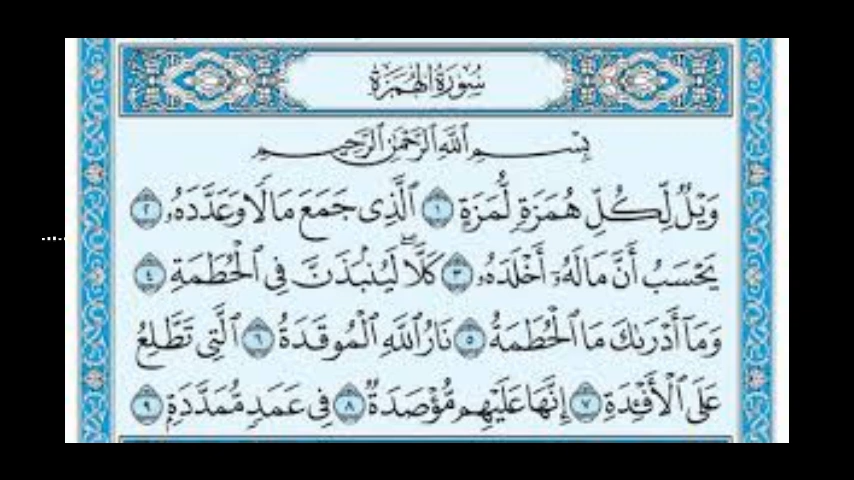 سُورَةُ الهُمَزَةِ
بِسْمِ ٱللَّهِ ٱلرَّحْمَٰنِ ٱلرَّحِيمِ
وَيْلٌ لِّكُلِّ هُمَزَةٍ لُّمَزَةٍ ١ ٱلَّذِى جَمَعَ مَالًا وَعَدَّدَهُۥ ٢
يَحْسَبُ أَنَّ مَالَهُۥٓ أَخْلَدَهُۥ ٣ كَلَّا ۖ لَيُنۢبَذَنَّ فِى ٱلْحُطَمَةِ ٤
وَمَآ أَدْرَىٰكَ مَا ٱلْحُطَمَةُ ٥ نَارُ ٱللَّهِ ٱلْمُوقَدَةُ ٦ ٱلَّتِى تَطَّلِعُ
عَلَى ٱلْأَفْـِٔدَةِ ٧ إِنَّهَا عَلَيْهِم مُّؤْصَدَةٌ ٨ فِى عَمَدٍ مُّمَدَّدَةٍۭ ٩